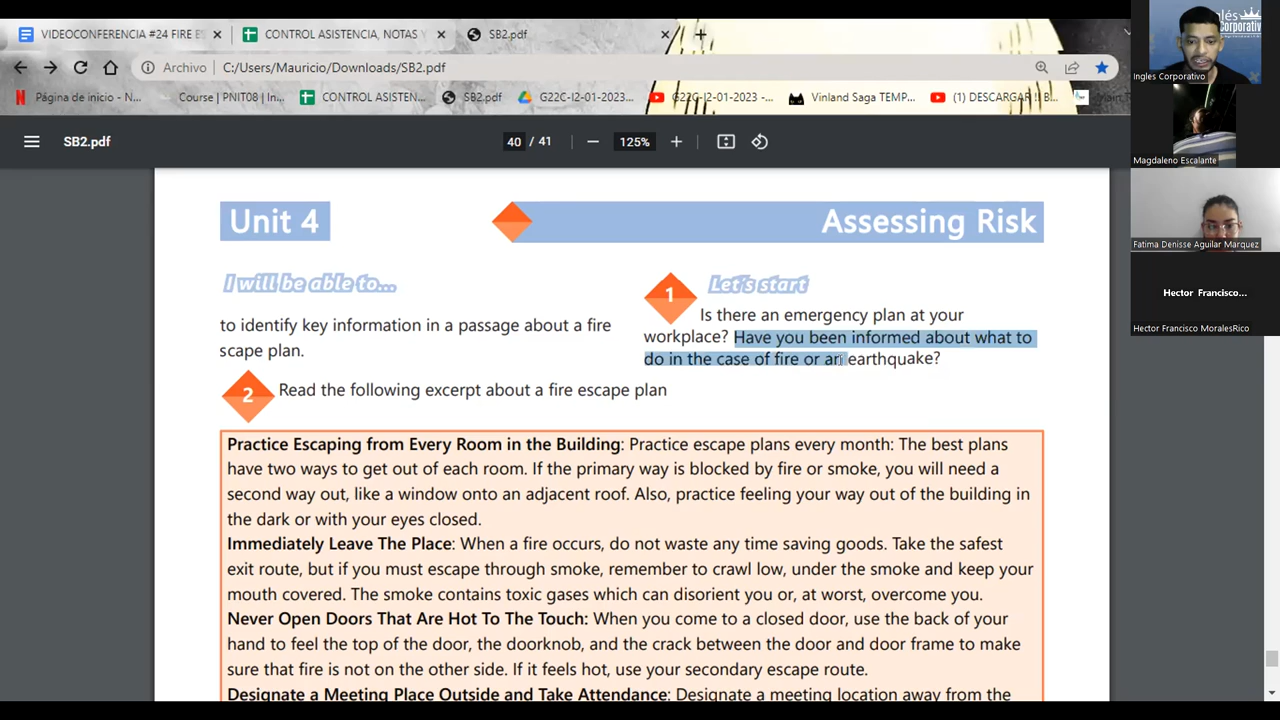 VIDEOCONFERENCIA #24 FIRE E
CONTROL ASISTENCIA, NOTAS Y
SB2.pdf
Archivo
C:/Users/Mauricio/Downloads/SB2.pdf
Página de inicio - N...
Course | PNIT08 | In...
CONTROL ASISTEN...
SB2.pdf
G22C-I2-01-2023 -...
G22C-I2-01-2023 -...
Vinland Saga TEMP...
(1) DESCARGAR
SB2.pdf
40 / 41
125%
Unit 4
Assessing Risk
I will be able to...
to identify key information in a passage about a fire
scape plan.
1
Let's start
Is there an emergency plan at your
workplace? Have you been informed about what to
do in the case of fire or an earthquake?
2
Read the following excerpt about a fire escape plan
Practice Escaping from Every Room in the Building: Practice escape plans every month: The best plans
have two ways to get out of each room. If the primary way is blocked by fire or smoke, you will need a
second way out, like a window onto an adjacent roof. Also, practice feeling your way out of the building in
the dark or with your eyes closed.
Immediately Leave The Place: When a fire occurs, do not waste any time saving goods. Take the safest
exit route, but if you must escape through smoke, remember to crawl low, under the smoke and keep your
mouth covered. The smoke contains toxic gases which can disorient you or, at worst, overcome you.
Never Open Doors That Are Hot To The Touch: When you come to a closed door, use the back of your
hand to feel the top of the door, the doorknob, and the crack between the door and door frame to make
sure that fire is not on the other side. If it feels hot, use your secondary escape route.
Designate a Meeting Place Outside and Take Attendance: Designate a meeting location away from the
Ingles Corporativo
Magdaleno Escalante
Fatima Denisse Aguilar Marquez
Hector Francisco...
Hector Francisco MoralesRico